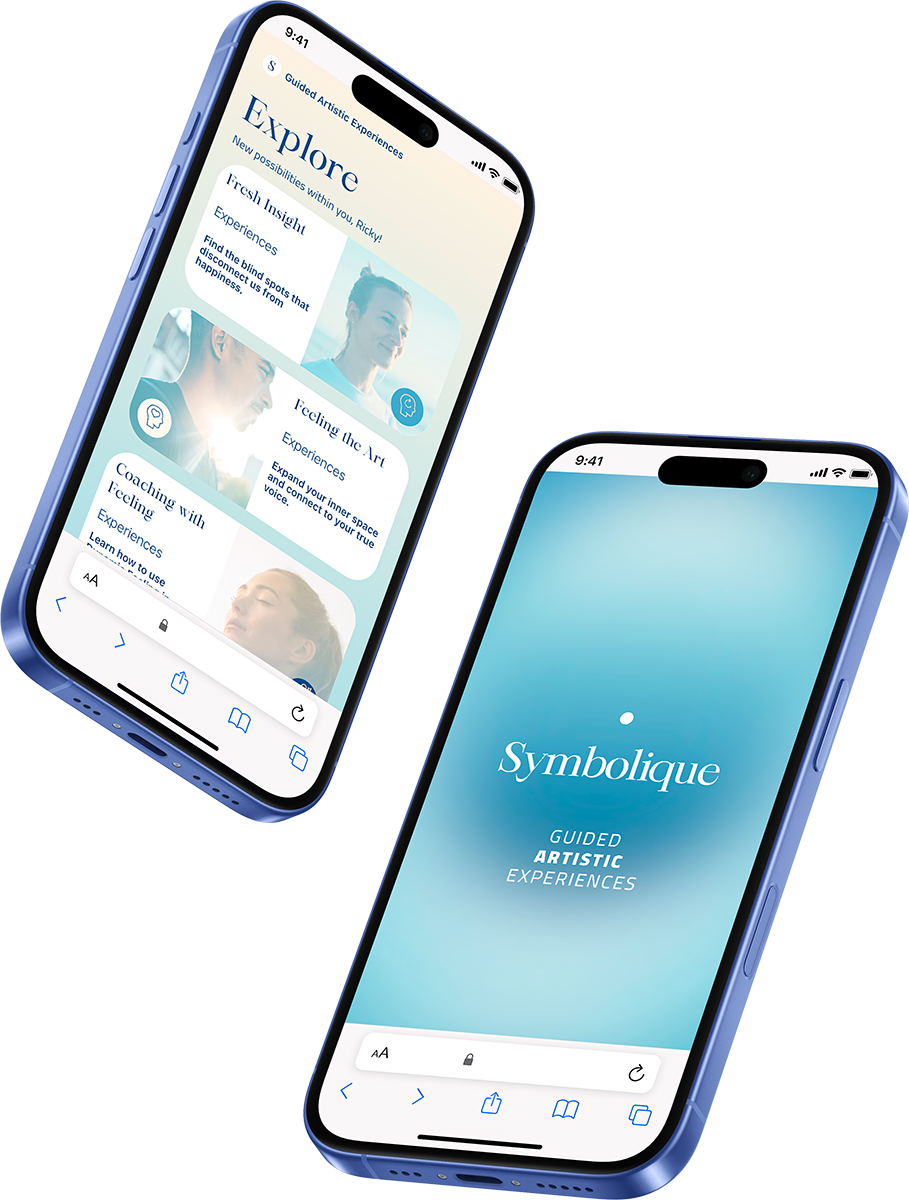 9:41
S
Guided Artistic Experiences
Explore
New possibilities within you, Ricky!
Fresh Insight
Experiences
Find the blind spots that
disconnect us from
happiness.
Feeling the Art
Experiences
Expand your inner space
and connect to your true
voice.
Coaching with
Feeling
Experiences
Learn how to use
AA
9:41
Symbolique
GUIDED
ARTISTIC
EXPERIENCES
AA